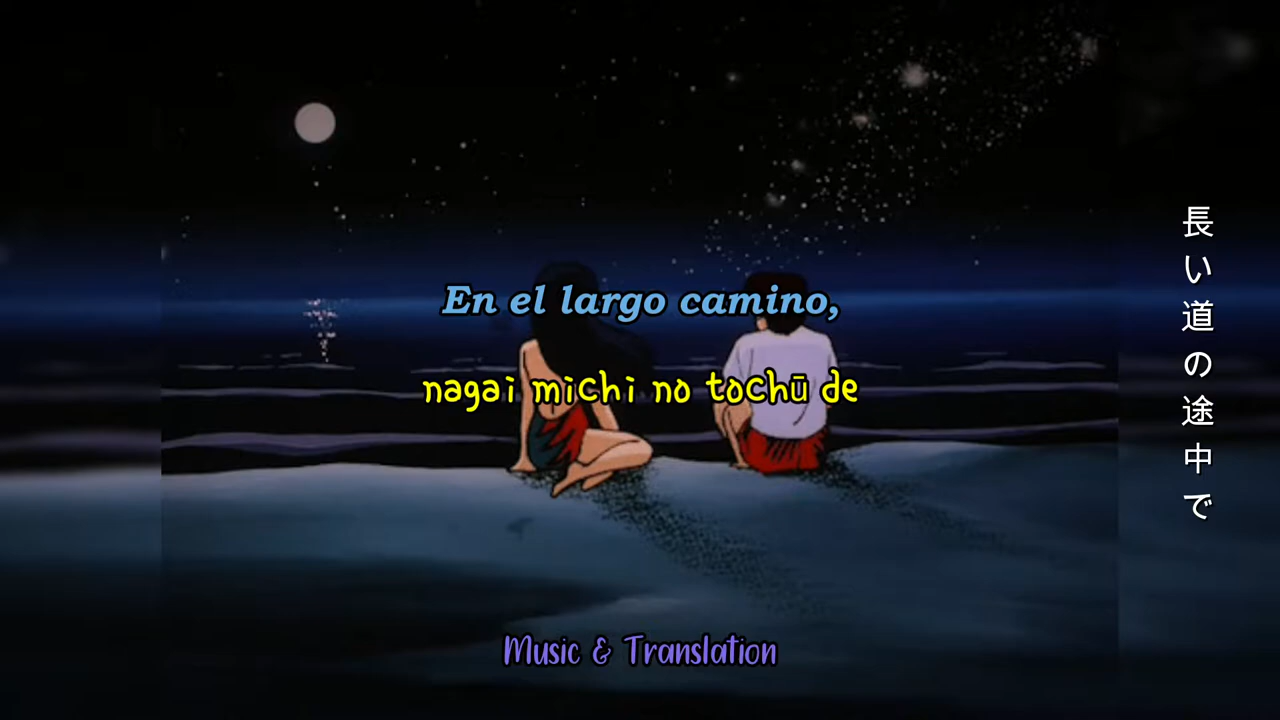 En el largo camino,
nagai michi no tochū de
長い道の途中で
Music & Translation